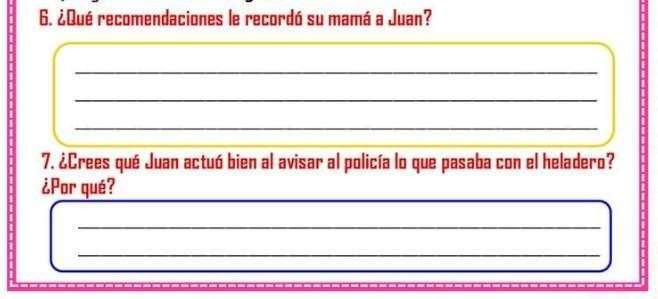 6. ¿Qué recomendaciones le recordó su mamá a Juan?
7. ¿Crees qué Juan actuó bien al avisar al policía lo que pasaba con el heladero?
¿Por qué?